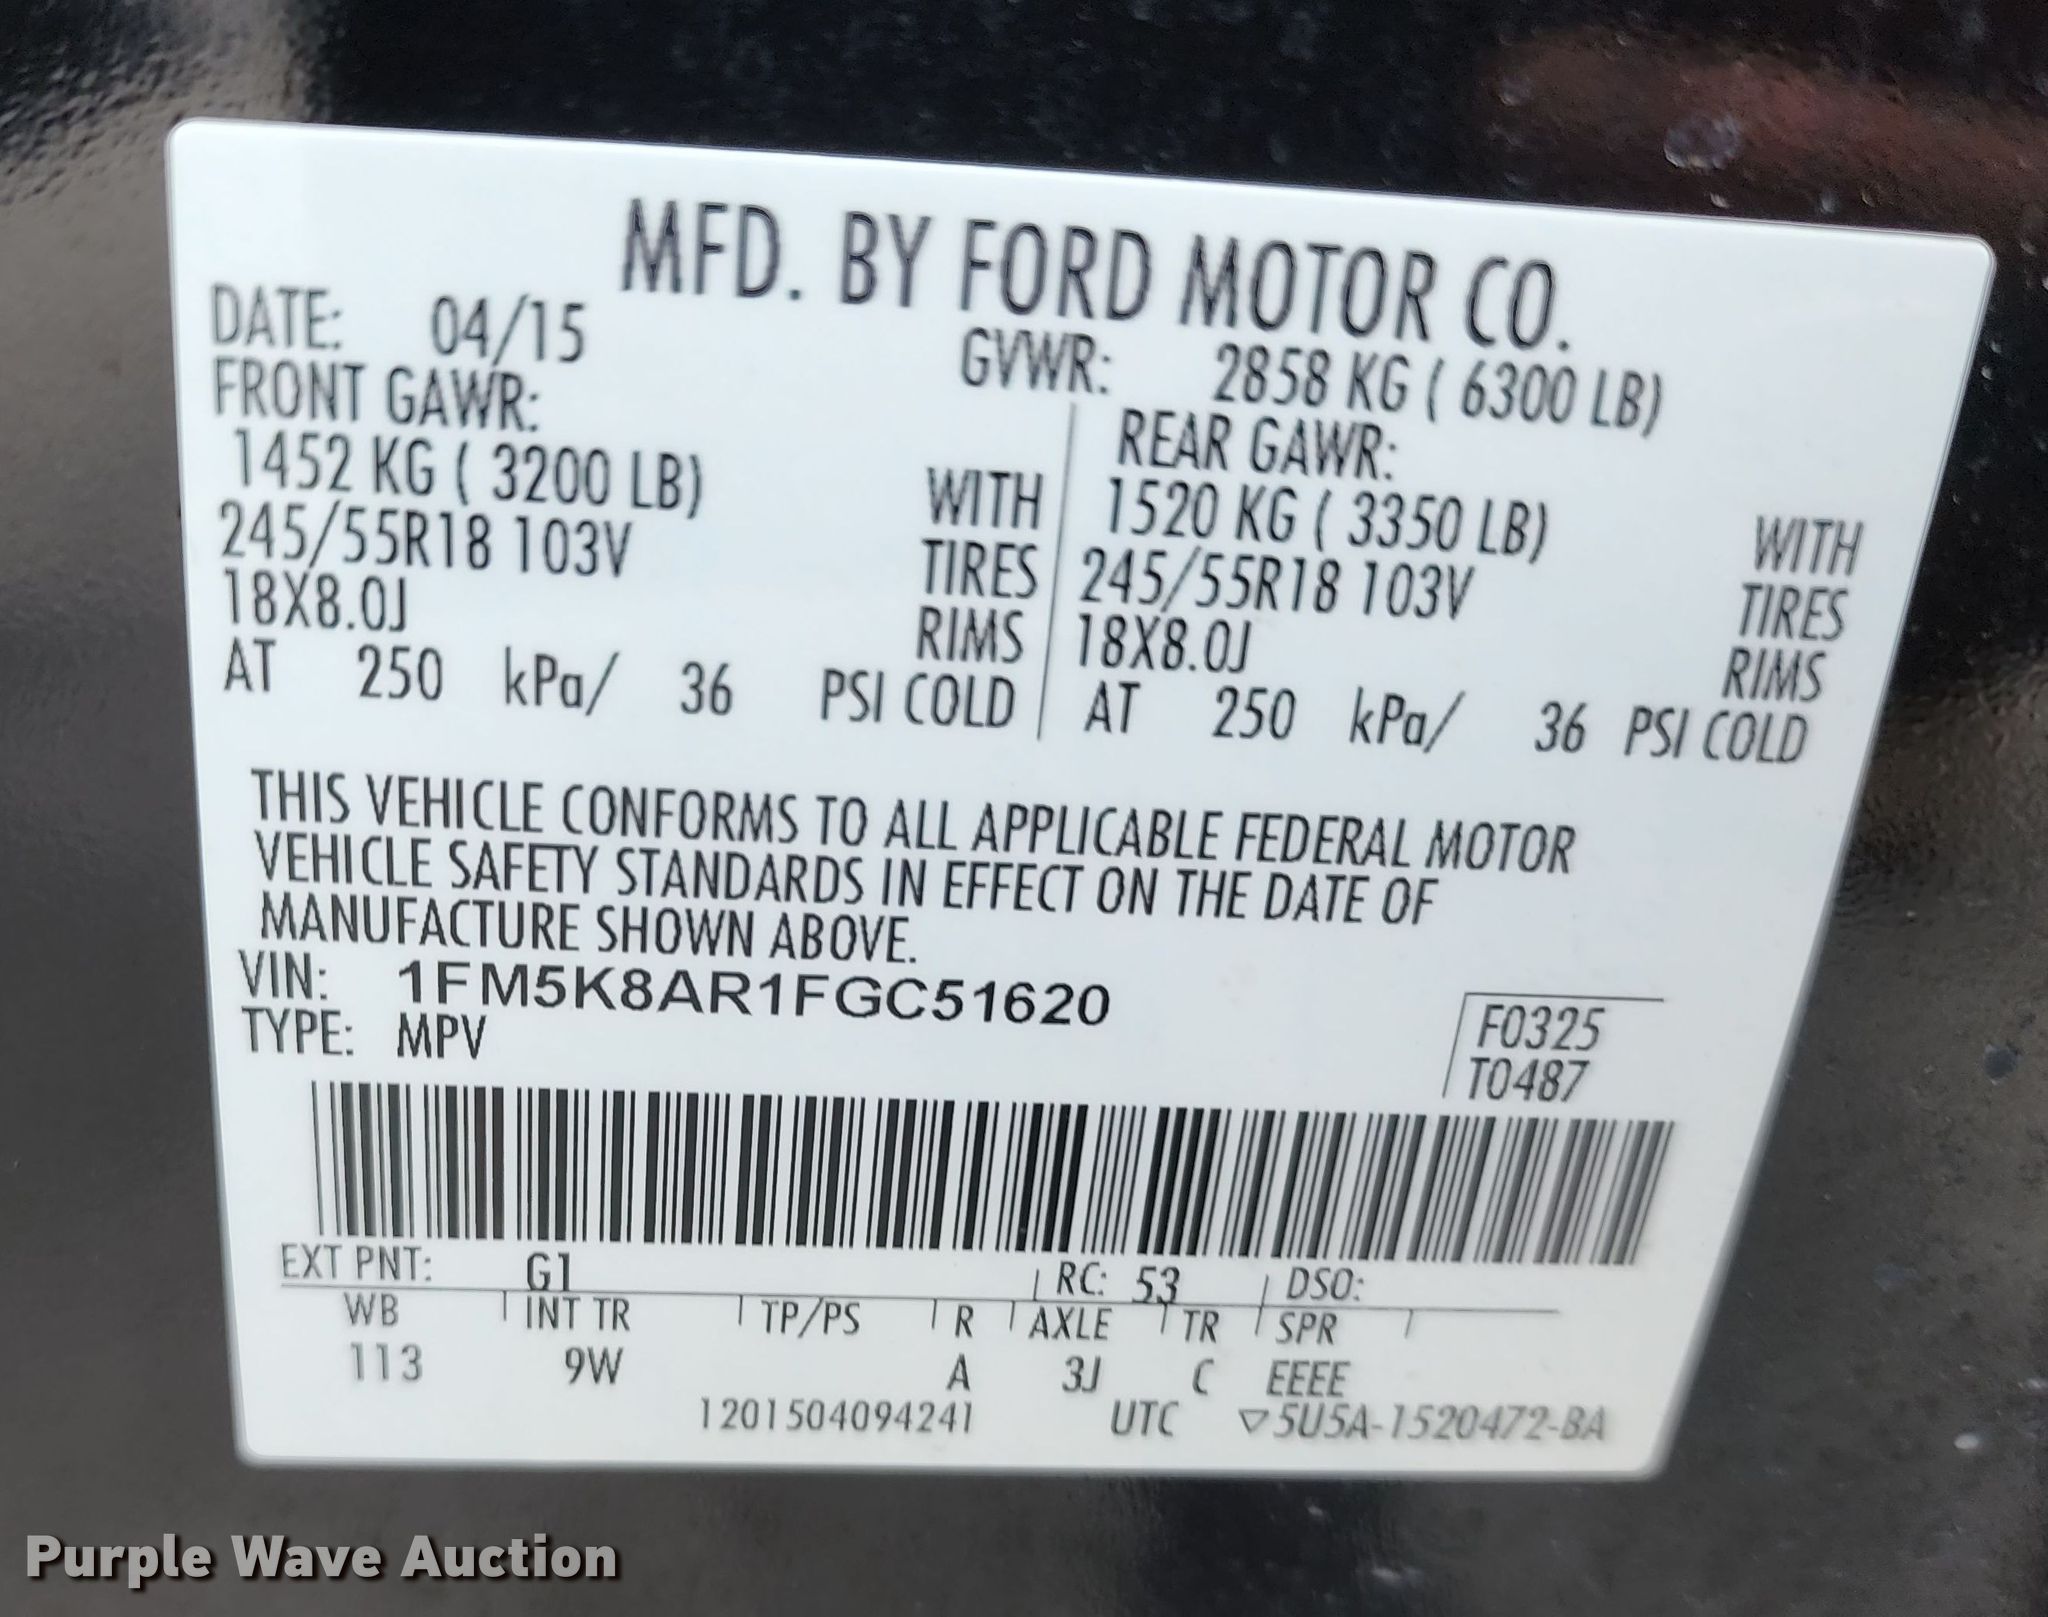 MFD. BY FORD MOTOR CO.
DATE: 04/15 GVWR: 2858 KG ( 6300 LB)
FRONT GAWR: REAR GAWR:
1452 KG ( 3200 LB) WITH 1520 KG ( 3350 LB) WITH
245/55R18 103V TIRES 245/55R18 103V TIRES
18X8.0J RIMS 18X8.0J RIMS
AT 250 kPa/ 36 PSI COLD AT 250 kPa/ 36 PSI COLD
THIS VEHICLE CONFORMS TO ALL APPLICABLE FEDERAL MOTOR
VEHICLE SAFETY STANDARDS IN EFFECT ON THE DATE OF
MANUFACTURE SHOWN ABOVE.
VIN: 1FM5K8AR1FGC51620
TYPE: MPV
F0325
T0487
EXT PNT: G1 RC: 53 DSO:
WB INT TR TP/PS R AXLE TR SPR
113 9W A 3J C EEEE
1201504094241 UTC ▽5U5A-1520472-BA
Purple Wave Auction